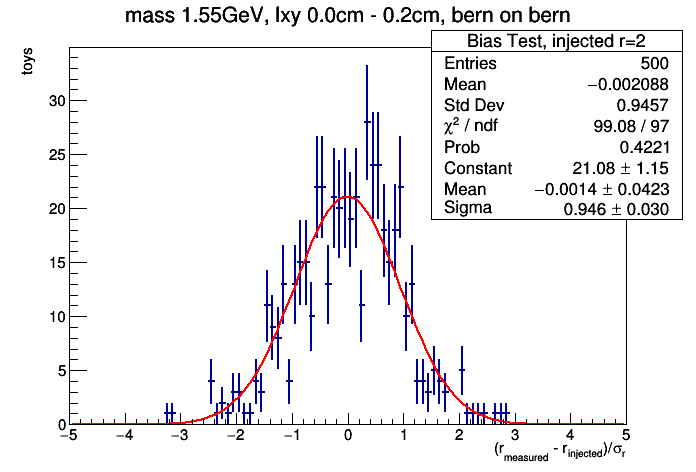 mass 1.55GeV, lxy 0.0cm - 0.2cm, bern on bern
toys
Bias Test, injected r=2
Entries 500
Mean −0.002088
Std Dev 0.9457
χ² / ndf 99.08 / 97
Prob 0.4221
Constant 21.08 ± 1.15
Mean −0.0014 ± 0.0423
Sigma 0.946 ± 0.030
30
25
20
15
10
5
0
−5 −4 −3 −2 −1 0 1 2 3 4 5
(r_measured - r_injected)/σ_r